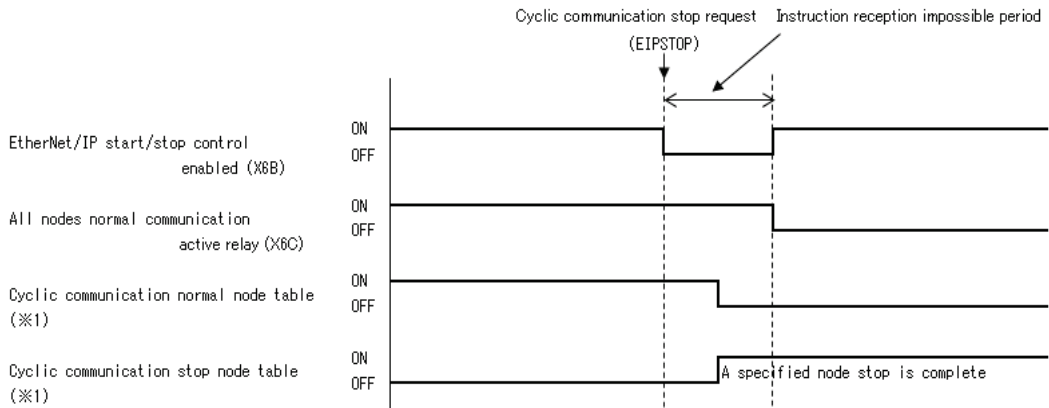 Cyclic communication stop request
Instruction reception impossible period
(EIPSTOP)
EtherNet/IP start/stop control
enabled (X6B)
ON
OFF
All nodes normal communication
active relay (X6C)
ON
OFF
Cyclic communication normal node table
(※1)
ON
OFF
Cyclic communication stop node table
(※1)
ON
OFF
A specified node stop is complete